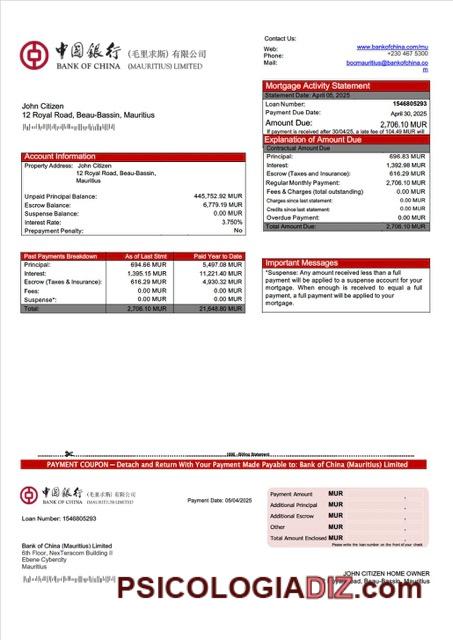 中國銀行 (毛里求斯) 有限公司
BANK OF CHINA (MAURITIUS) LIMITED
Contact Us:
Web: www.bankofchina.com/mu
Phone: +230 467 5300
Mail: bocmauritius@bankofchina.co
m
Mortgage Activity Statement
Statement Date: April 05, 2025
Loan Number: 1546805293
Payment Due Date: April 30, 2025
Amount Due: 2,706.10 MUR
If payment is received after 30/04/25, a late fee of 104.49 MUR will
John Citizen
12 Royal Road, Beau-Bassin, Mauritius
Explanation of Amount Due
Contractual Amount Due
Principal: 696.83 MUR
Interest: 1,392.98 MUR
Escrow (Taxes and Insurance): 616.29 MUR
Regular Monthly Payment: 2,706.10 MUR
Fees & Charges (total outstanding) 0.00 MUR
Charges since last statement: 0.00 MUR
Credits since last statement: 0.00 MUR
Overdue Payment: 0.00 MUR
Total Amount Due: 2,706.10 MUR
Account Information
Property Address: John Citizen
12 Royal Road, Beau-Bassin,
Mauritius
Unpaid Principal Balance: 445,752.92 MUR
Escrow Balance: 6,779.19 MUR
Suspense Balance: 0.00 MUR
Interest Rate: 3.750%
Prepayment Penalty: No
Past Payments Breakdown As of Last Stmt Paid Year to Date
Principal: 694.66 MUR 5,497.08 MUR
Interest: 1,395.15 MUR 11,221.40 MUR
Escrow (Taxes & Insurance): 616.29 MUR 4,930.32 MUR
Fees: 0.00 MUR 0.00 MUR
Suspense*: 0.00 MUR 0.00 MUR
Total: 2,706.10 MUR 21,648.80 MUR
Important Messages
*Suspense: Any amount received less than a full
payment will be applied to a suspense account for your
mortgage. When enough is received to equal a full
payment, a full payment will be applied to your
mortgage.
PAYMENT COUPON – Detach and Return With Your Payment Made Payable to: Bank of China (Mauritius) Limited
中國銀行 (毛里求斯) 有限公司
BANK OF CHINA (MAURITIUS) LIMITED
Payment Date: 05/04/2025
Loan Number: 1546805293
Payment Amount MUR
Additional Principal MUR
Additional Escrow MUR
Other MUR
Total Amount Enclosed MUR
Please write the loan number on the front of your check
Bank of China (Mauritius) Limited
6th Floor, NexTeracom Building II
Ebene Cybercity
Mauritius
JOHN CITIZEN HOME OWNER
Royal Road, Beau-Bassin, Mauritius
PSICOLOGIADIZ.com